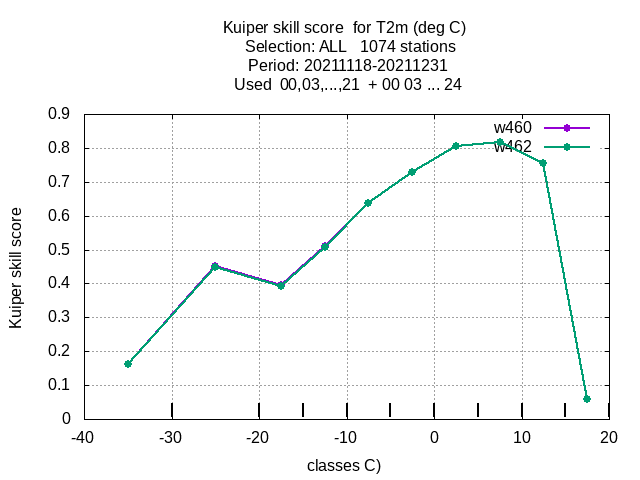 Kuiper skill score  for T2m (deg C)
Selection: ALL   1074 stations
Period: 20211118-20211231
Used  00,03,...,21  + 00 03 ... 24
w460
w462
Kuiper skill score
0.9
0.8
0.7
0.6
0.5
0.4
0.3
0.2
0.1
0
-40 -30 -20 -10 0 10 20
classes C)